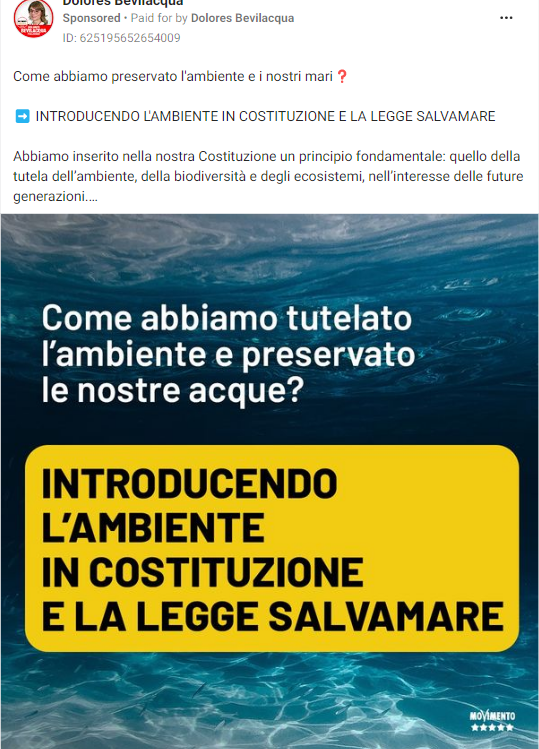 Dolores Bevilacqua
Sponsored • Paid for by Dolores Bevilacqua
ID: 625195652654009
Come abbiamo preservato l'ambiente e i nostri mari❓
➡️ INTRODUCENDO L'AMBIENTE IN COSTITUZIONE E LA LEGGE SALVAMARE
Abbiamo inserito nella nostra Costituzione un principio fondamentale: quello della
tutela dell'ambiente, della biodiversità e degli ecosistemi, nell'interesse delle future
generazioni....
Come abbiamo tutelato
l'ambiente e preservato
le nostre acque?
INTRODUCENDO
L'AMBIENTE
IN COSTITUZIONE
E LA LEGGE SALVAMARE
MOVIMENTO